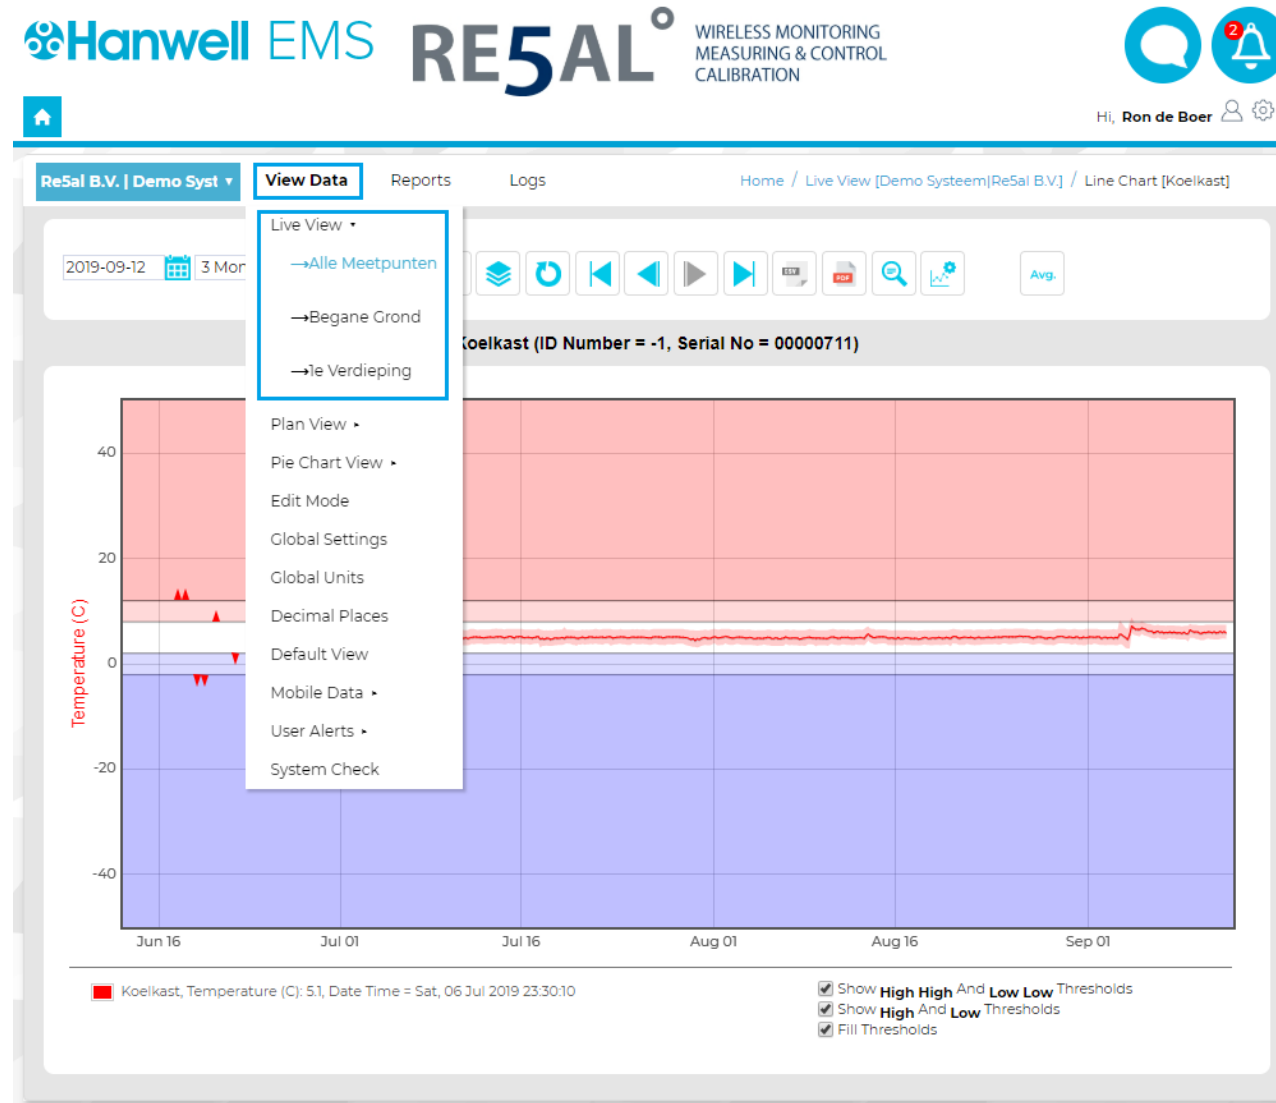 Hanwell EMS
RE5AL°
WIRELESS MONITORING
MEASURING & CONTROL
CALIBRATION
2
Hi, Ron de Boer
Re5al B.V. | Demo Syst ▾
View Data
Reports
Logs
Home / Live View [Demo Systeem|Re5al B.V.] / Line Chart [Koelkast]
Live View ▾
→Alle Meetpunten
→Begane Grond
→1e Verdieping
Plan View ▸
Pie Chart View ▸
Edit Mode
Global Settings
Global Units
Decimal Places
Default View
Mobile Data ▸
User Alerts ▸
System Check
2019-09-12
3 Mon
CSV
PDF
Avg.
Koelkast (ID Number = -1, Serial No = 00000711)
Temperature (C)
40
20
0
-20
-40
Jun 16
Jul 01
Jul 16
Aug 01
Aug 16
Sep 01
Koelkast, Temperature (C): 5.1, Date Time = Sat, 06 Jul 2019 23:30:10
Show High High And Low Low Thresholds
Show High And Low Thresholds
Fill Thresholds